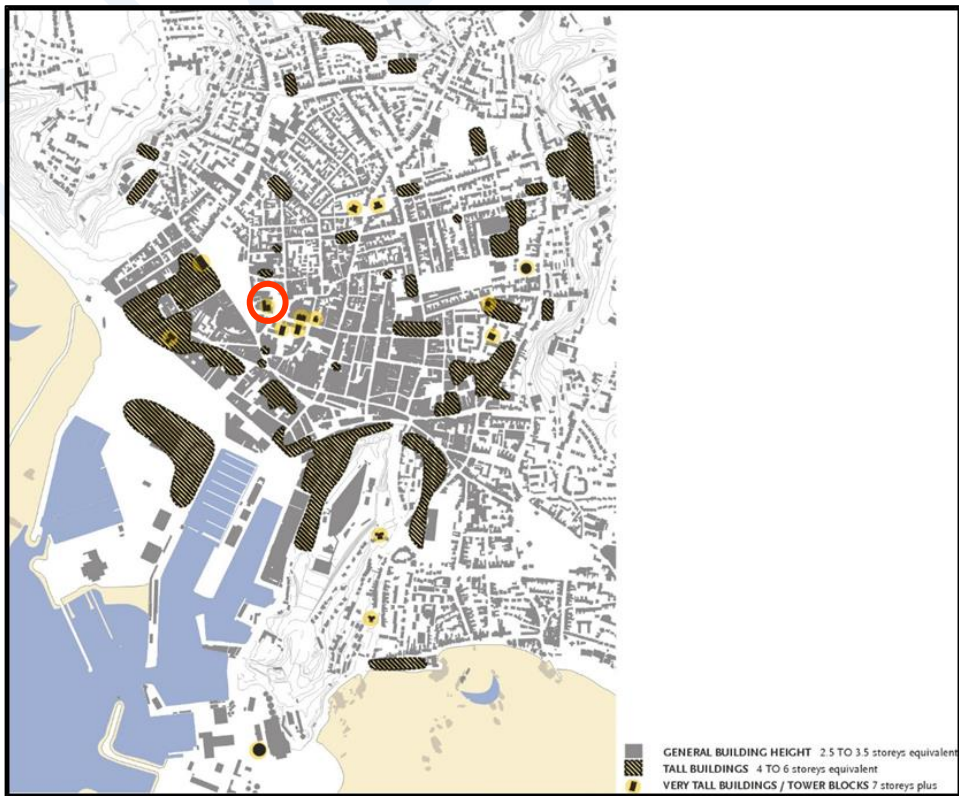 GENERAL BUILDING HEIGHT 2.5 TO 3.5 storeys equivalent
TALL BUILDINGS 4 TO 6 storeys equivalent
VERY TALL BUILDINGS / TOWER BLOCKS 7 storeys plus